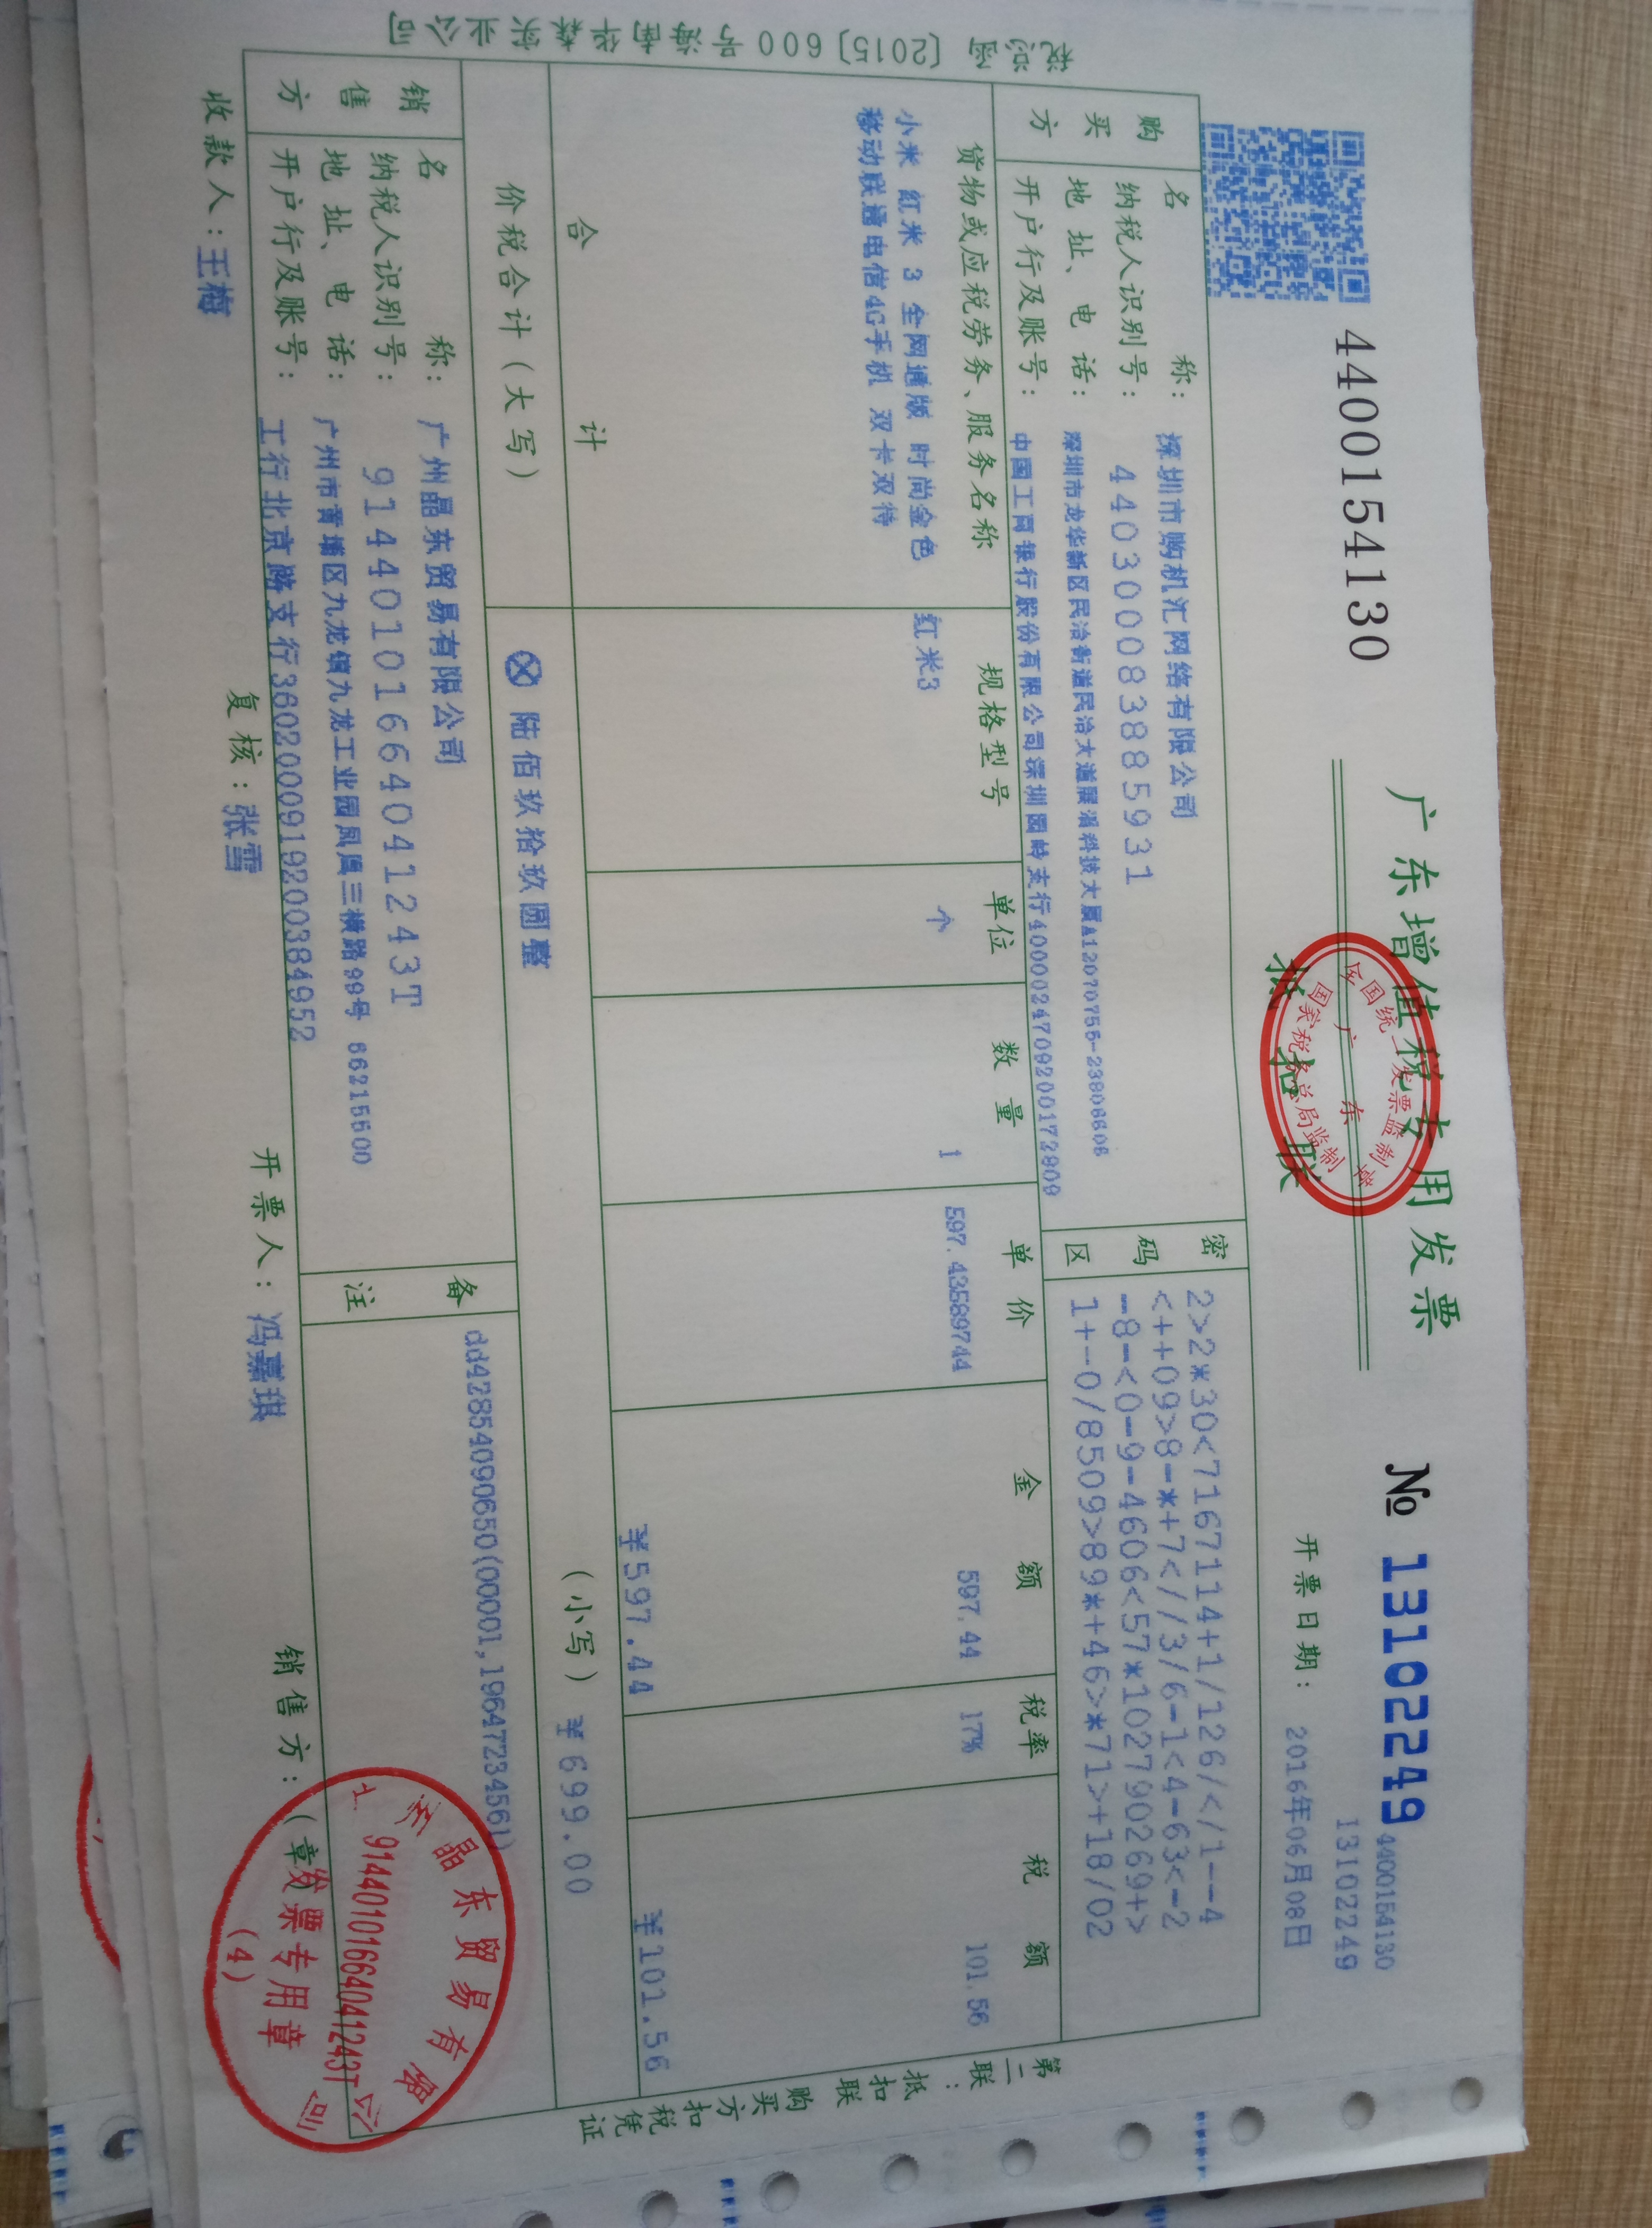 4400154130
广东增值税专用发票
抵扣联
全国统一发票监制章
广东
国家税务总局监制
№ 13102249
4400154130
13102249
开票日期: 2016年06月08日
购买方
名 称: 深圳市购机汇网络有限公司
纳税人识别号: 440300083885931
地址、电话: 深圳市龙华新区民治街道民治大道展滔科技大厦A12070755-23806606
开户行及账号: 中国工商银行股份有限公司深圳园岭支行4000024709200172909
密码区
2>2*30<7167114+1/126/</1--4
<++09>8-*+7<//3/6-1<4-63<-2
-8-<0-9-4606<57*102790269+>
1+-0/8509>89*+46>*71>+18/02
货物或应税劳务、服务名称 规格型号 单位 数量 单价 金额 税率 税额
小米 红米 3 全网通版 时尚金色 红米3 个 1 597.43589744 597.44 17% 101.56
移动联通电信4G手机 双卡双待
合计 ¥597.44 ¥101.56
价税合计(大写) ⊗ 陆佰玖拾玖圆整 (小写) ¥699.00
销售方
名 称: 广州晶东贸易有限公司
纳税人识别号: 91440101664041243T
地址、电话: 广州市黄埔区九龙镇九龙工业园凤凰三横路99号 66215500
开户行及账号: 工行北京路支行3602000919200384952
备注
dd42854090650(00001,19647234561)
收款人: 王梅 复核: 张雪 开票人: 冯嘉琪 销售方: (章)
广州晶东贸易有限公司
91440101664041243T
发票专用章
(4)
税总函〔2015〕600号海南华森实业公司
第二联: 抵扣联 购买方扣税凭证